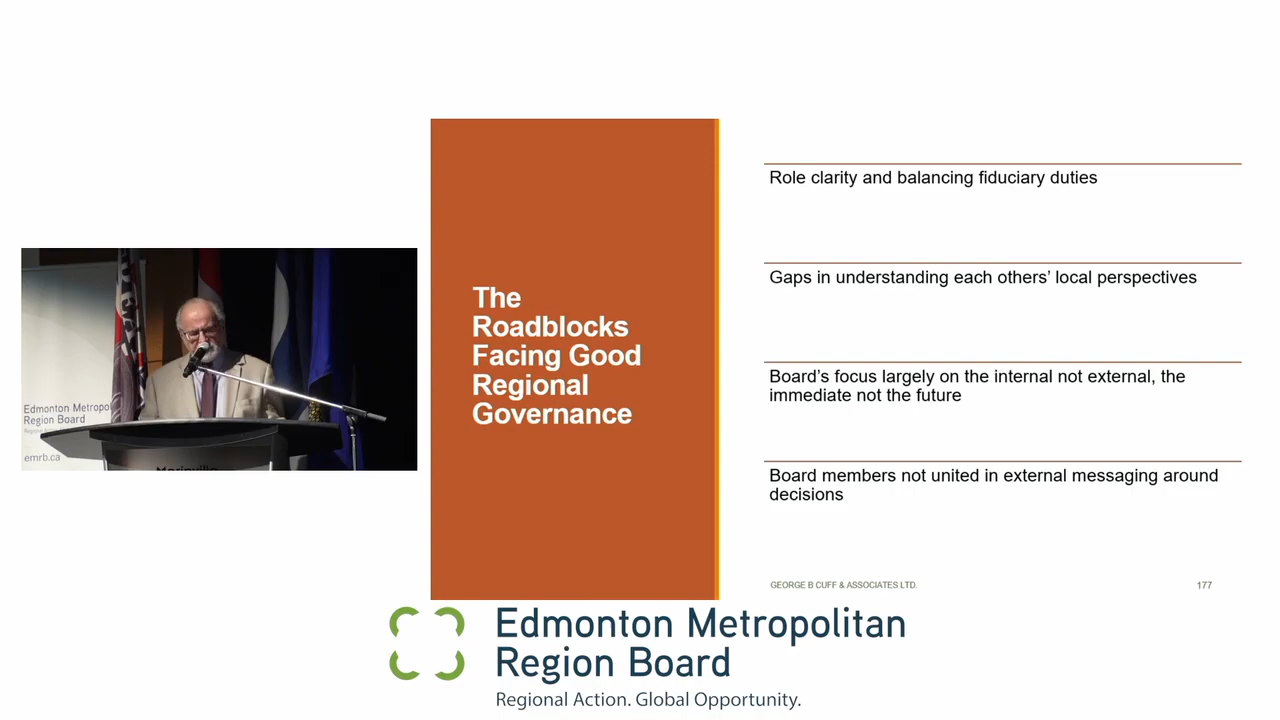 The
Roadblocks
Facing Good
Regional
Governance
Role clarity and balancing fiduciary duties
Gaps in understanding each others' local perspectives
Board's focus largely on the internal not external, the
immediate not the future
Board members not united in external messaging around
decisions
GEORGE B CUFF & ASSOCIATES LTD.
177
Edmonton Metropol
Region Board
emrb.ca
Edmonton Metropolitan
Region Board
Regional Action. Global Opportunity.